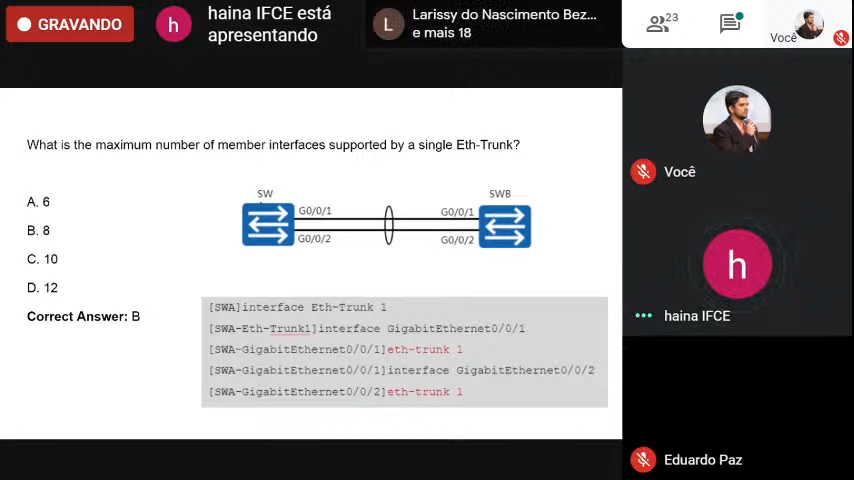 GRAVANDO
h
haina IFCE está
apresentando
L
Larissy do Nascimento Bez...
e mais 18
23
Você
What is the maximum number of member interfaces supported by a single Eth-Trunk?
A. 6
B. 8
C. 10
D. 12
Correct Answer: B
SW
SWB
G0/0/1
G0/0/1
G0/0/2
G0/0/2
[SWA]interface Eth-Trunk 1
[SWA-Eth-Trunk1]interface GigabitEthernet0/0/1
[SWA-GigabitEthernet0/0/1]eth-trunk 1
[SWA-GigabitEthernet0/0/1]interface GigabitEthernet0/0/2
[SWA-GigabitEthernet0/0/2]eth-trunk 1
Você
h
haina IFCE
Eduardo Paz